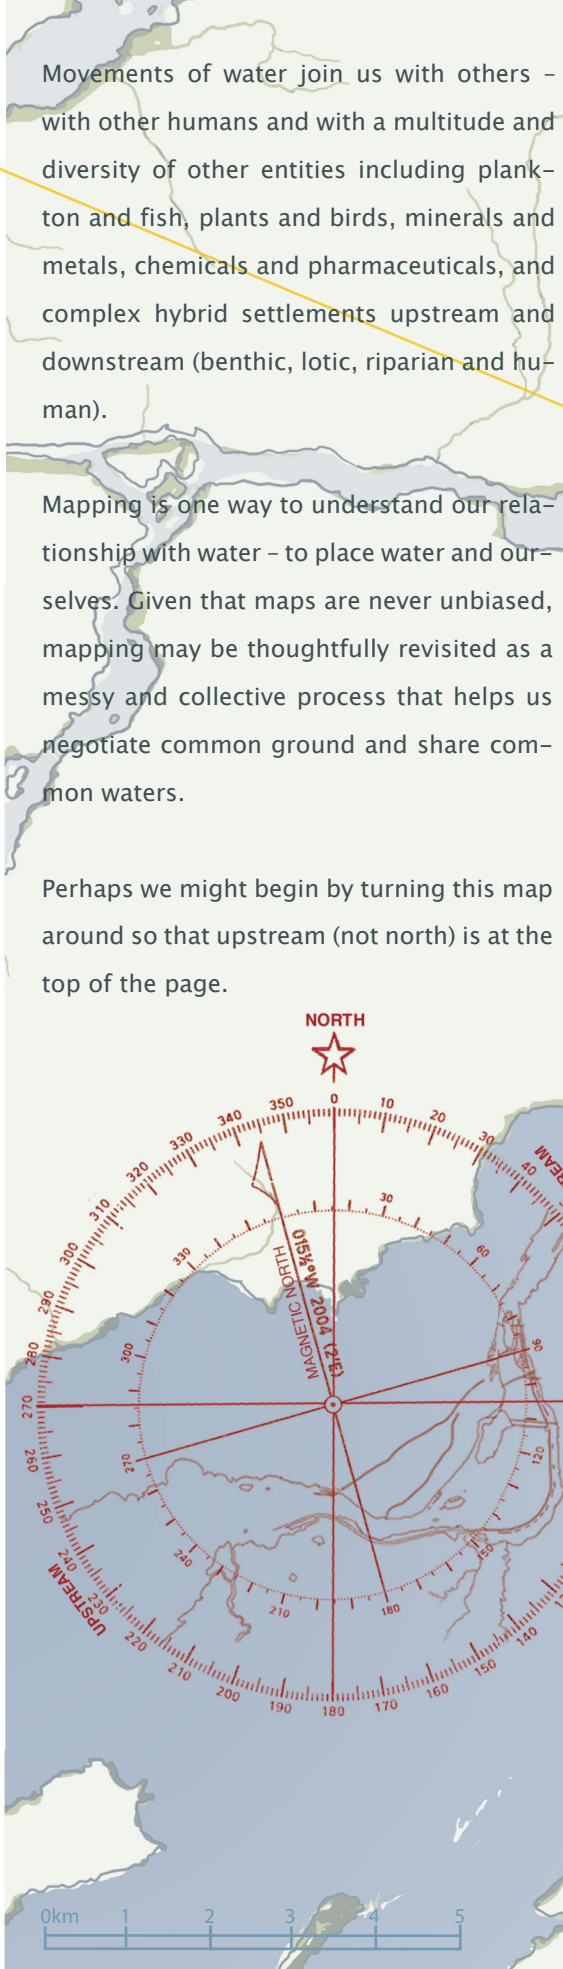 Movements of water join us with others –
with other humans and with a multitude and
diversity of other entities including plank-
ton and fish, plants and birds, minerals and
metals, chemicals and pharmaceuticals, and
complex hybrid settlements upstream and
downstream (benthic, lotic, riparian and hu-
man).
Mapping is one way to understand our rela-
tionship with water – to place water and our-
selves. Given that maps are never unbiased,
mapping may be thoughtfully revisited as a
messy and collective process that helps us
negotiate common ground and share com-
mon waters.
Perhaps we might begin by turning this map
around so that upstream (not north) is at the
top of the page.
NORTH
0
10
20
30
40
140
150
160
170
180
190
200
210
220
230
240
250
260
270
280
290
300
310
320
330
340
350
30
60
90
120
150
180
210
240
270
300
330
015½°W 2004 (2'E)
MAGNETIC NORTH
UPSTREAM
0km 1 2 3 4 5